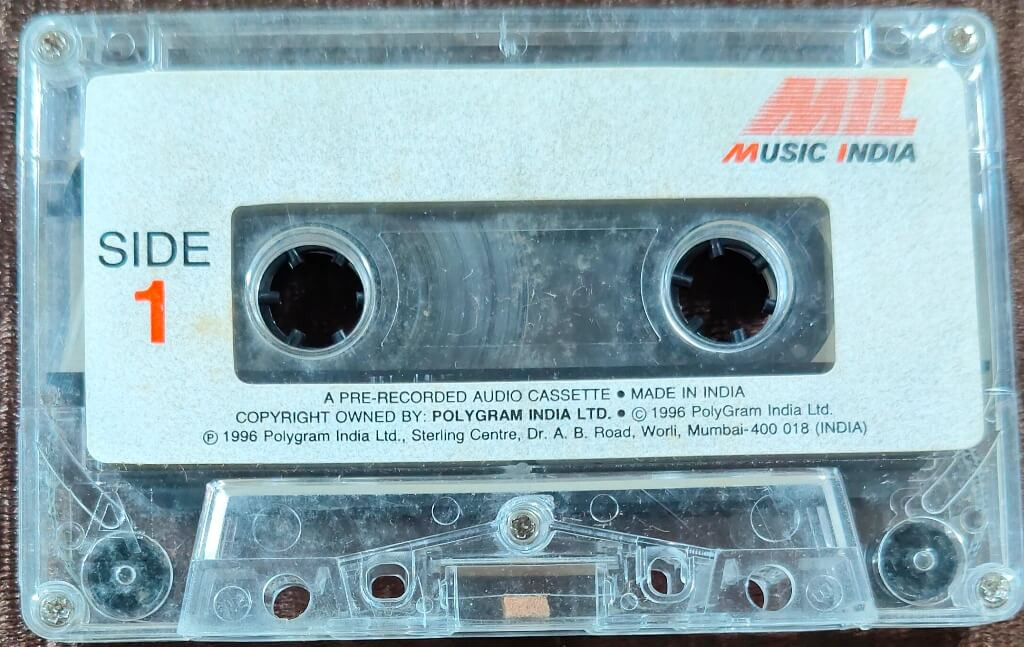 MIL
MUSIC INDIA
SIDE
1
A PRE-RECORDED AUDIO CASSETTE • MADE IN INDIA
COPYRIGHT OWNED BY: POLYGRAM INDIA LTD. • © 1996 PolyGram India Ltd.
℗ 1996 Polygram India Ltd., Sterling Centre, Dr. A. B. Road, Worli, Mumbai-400 018 (INDIA)